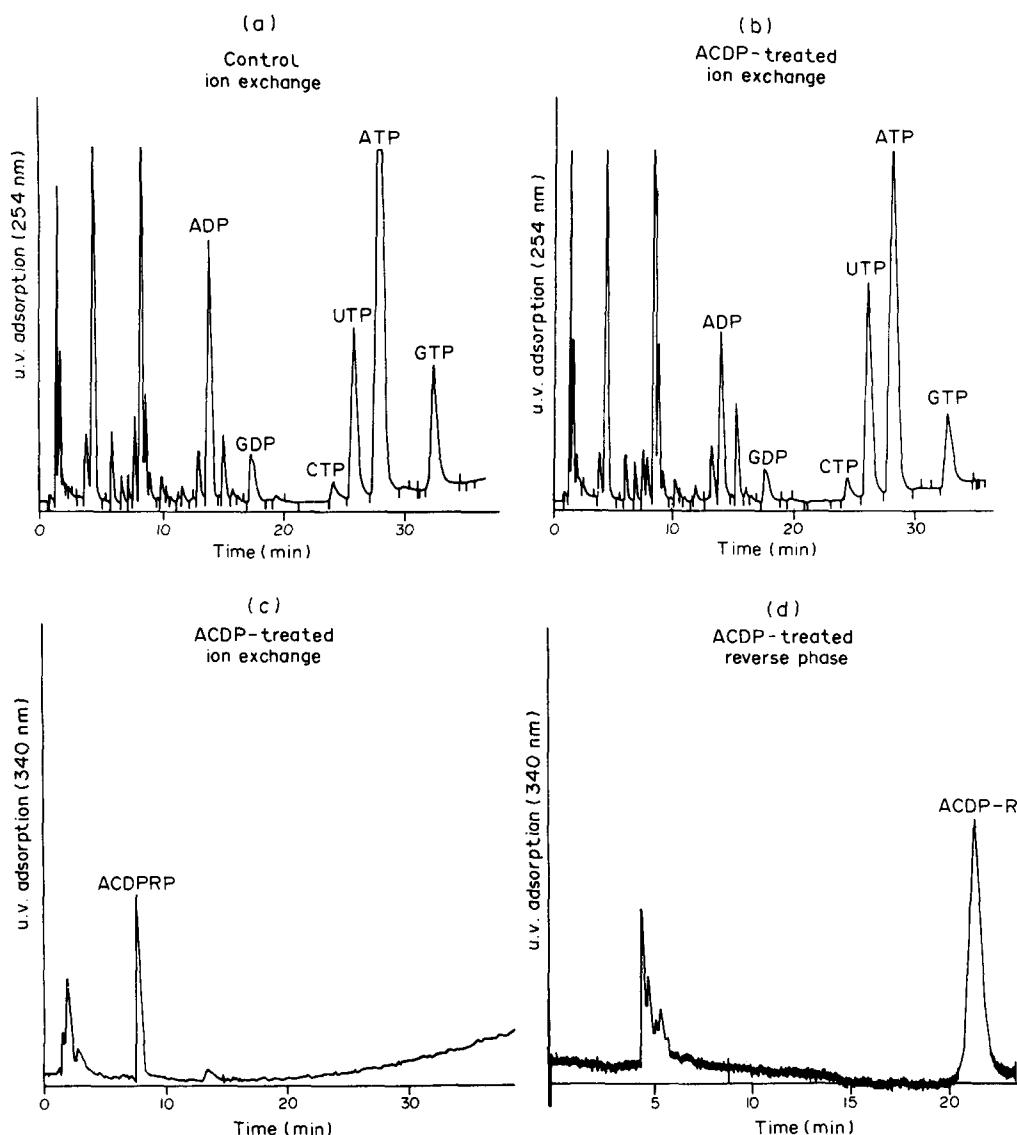 (a)
Control
ion exchange
u.v. adsorption (254 nm)
ADP
GDP
CTP
UTP
ATP
GTP
0
10
20
30
Time (min)
(b)
ACDP-treated
ion exchange
u.v. adsorption (254 nm)
ADP
GDP
CTP
UTP
ATP
GTP
0
10
20
30
Time (min)
(c)
ACDP-treated
ion exchange
u.v. adsorption (340 nm)
ACDPRP
0
10
20
30
Time (min)
(d)
ACDP-treated
reverse phase
u.v. adsorption (340 nm)
ACDP-R
5
10
15
20
Time (min)